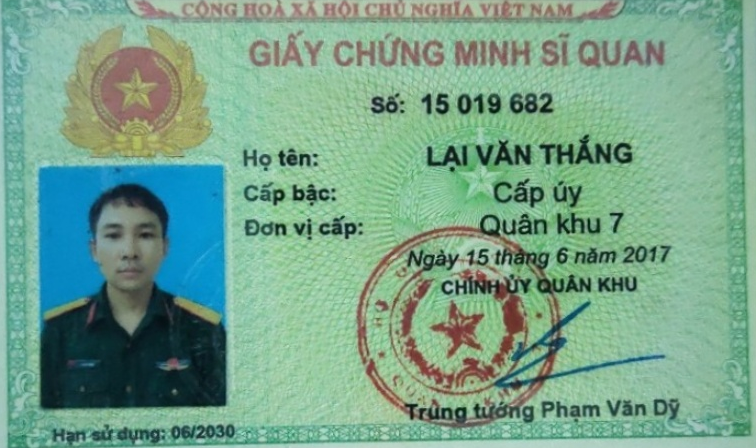 CỘNG HOÀ XÃ HỘI CHỦ NGHĨA VIỆT NAM
GIẤY CHỨNG MINH SĨ QUAN
Số: 15 019 682
Họ tên: LẠI VĂN THẮNG
Cấp bậc: Cấp úy
Đơn vị cấp: Quân khu 7
Ngày 15 tháng 6 năm 2017
CHÍNH ỦY QUÂN KHU
Trung tướng Phạm Văn Dỹ
Hạn sử dụng: 06/2030